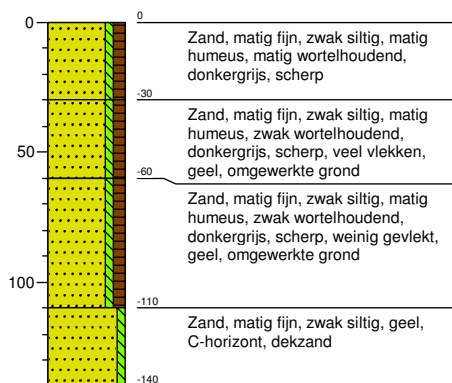 0
0
Zand, matig fijn, zwak siltig, matig
humeus, matig wortelhoudend,
donkergrijs, scherp
-30
Zand, matig fijn, zwak siltig, matig
humeus, zwak wortelhoudend,
donkergrijs, scherp, veel vlekken,
geel, omgewerkte grond
50
-60
Zand, matig fijn, zwak siltig, matig
humeus, zwak wortelhoudend,
donkergrijs, scherp, weinig gevlekt,
geel, omgewerkte grond
100
-110
Zand, matig fijn, zwak siltig, geel,
C-horizont, dekzand
-140